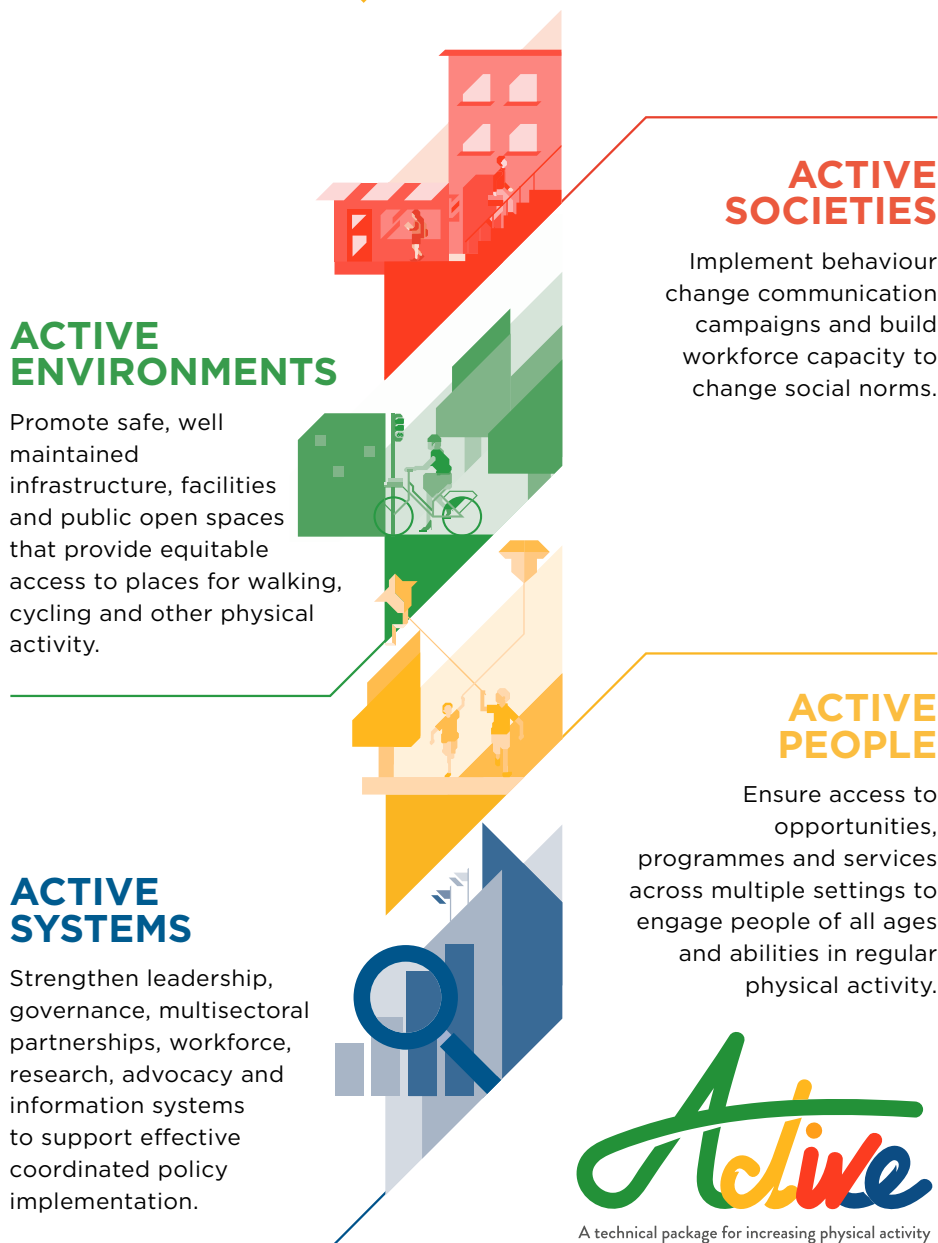 ACTIVE
SOCIETIES
Implement behaviour
change communication
campaigns and build
workforce capacity to
change social norms.
ACTIVE
ENVIRONMENTS
Promote safe, well
maintained
infrastructure, facilities
and public open spaces
that provide equitable
access to places for walking,
cycling and other physical
activity.
ACTIVE
PEOPLE
Ensure access to
opportunities,
programmes and services
across multiple settings to
engage people of all ages
and abilities in regular
physical activity.
ACTIVE
SYSTEMS
Strengthen leadership,
governance, multisectoral
partnerships, workforce,
research, advocacy and
information systems
to support effective
coordinated policy
implementation.
Active
A technical package for increasing physical activity